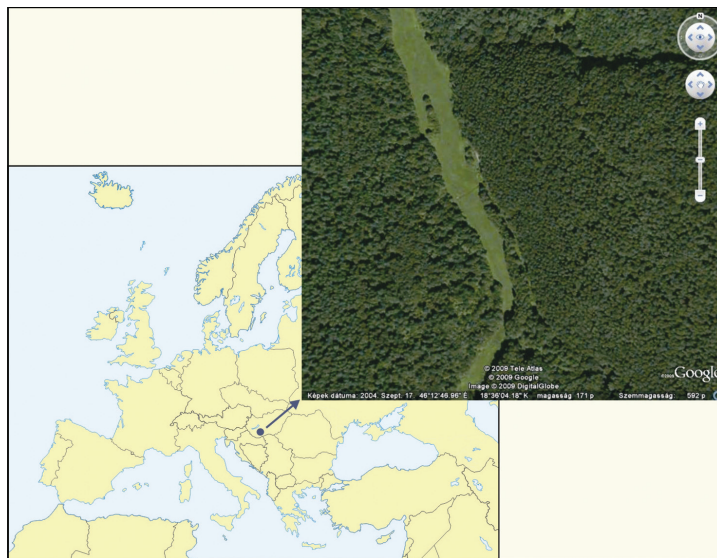 N
© 2009 Tele Atlas
© 2009 Google
Image © 2009 DigitalGlobe
©2009 Google
Képek dátuma: 2004. Szept. 17. 46°12'46.96" É 18°36'04.18" K magasság 171 p Szemmagasság: 592 p